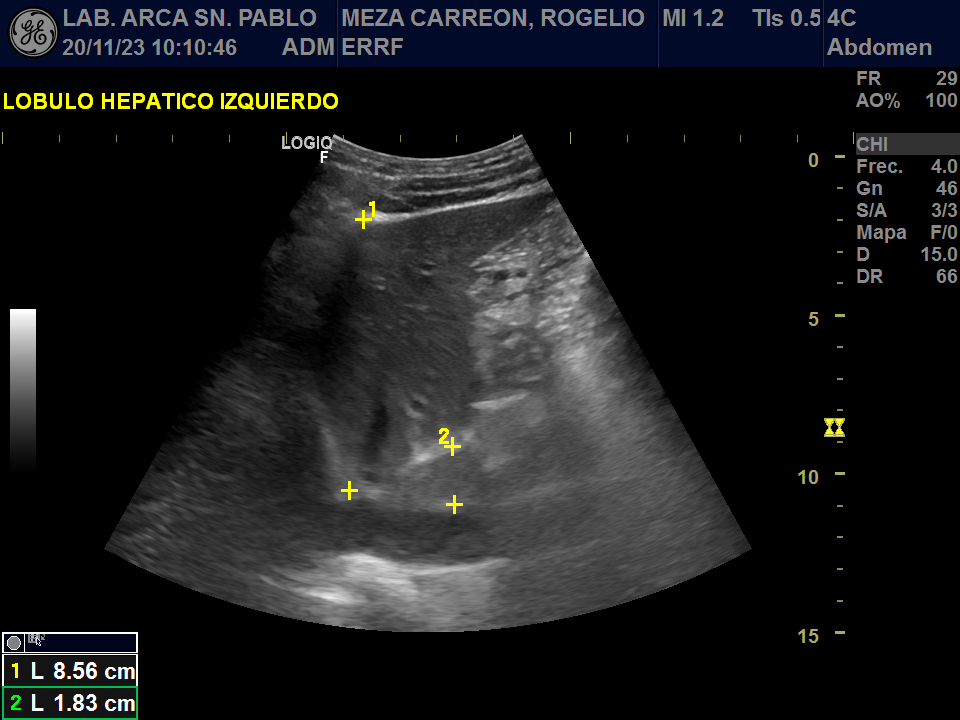 LAB. ARCA SN. PABLO
20/11/23 10:10:46 ADM
MEZA CARREON, ROGELIO
ERRF
MI 1.2 TIs 0.5
4C
Abdomen
LOBULO HEPATICO IZQUIERDO
FR 29
AO% 100
CHI
Frec. 4.0
Gn 46
S/A 3/3
Mapa F/0
D 15.0
DR 66
LOGIQ
F
0
5
10
15
1
2
1 L 8.56 cm
2 L 1.83 cm